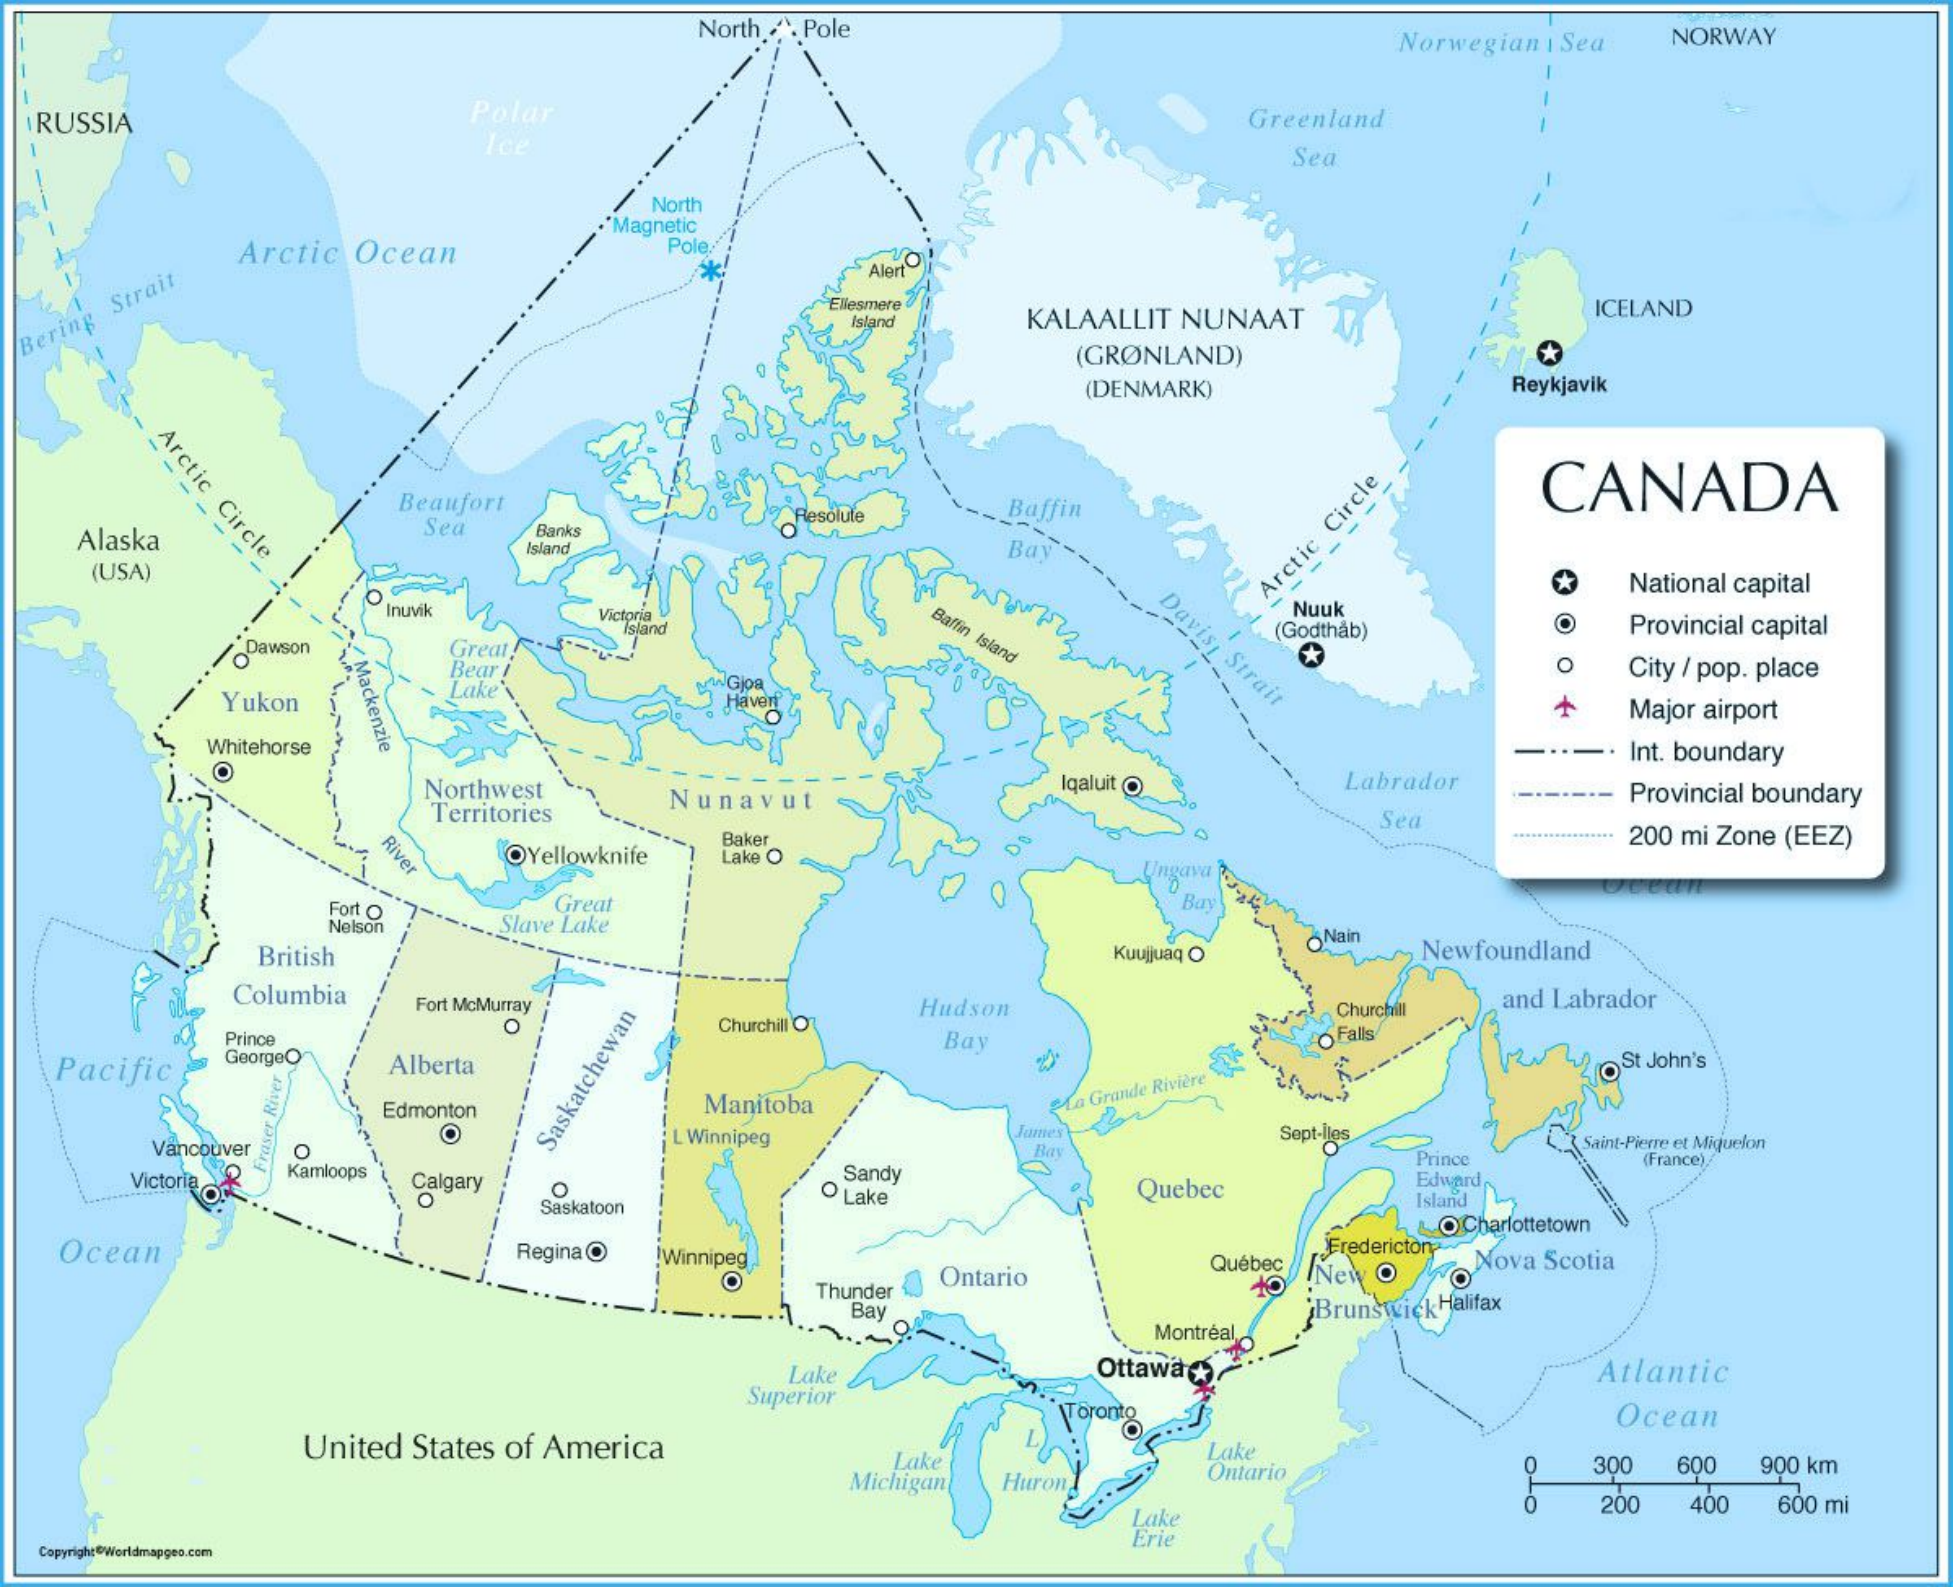 North Pole
Norwegian Sea
NORWAY
RUSSIA
Polar
Ice
Greenland
Sea
North
Magnetic
Pole
Arctic Ocean
Bering Strait
Alert
Ellesmere
Island
KALAALLIT NUNAAT
(GRØNLAND)
(DENMARK)
ICELAND
Reykjavik
Arctic Circle
Beaufort
Sea
Banks
Island
Resolute
Baffin
Bay
Arctic Circle
Alaska
(USA)
Inuvik
Victoria
Island
Baffin Island
Davis Strait
Nuuk
(Godthåb)
Dawson
Great
Bear
Lake
Mackenzie
River
Gjoa
Haven
Yukon
Whitehorse
Northwest
Territories
Nunavut
Iqaluit
Labrador
Sea
Baker
Lake
Yellowknife
Great
Slave Lake
Ungava
Bay
CANADA
National capital
Provincial capital
City / pop. place
Major airport
Int. boundary
Provincial boundary
200 mi Zone (EEZ)
Ocean
Fort
Nelson
British
Columbia
Kuujjuaq
Nain
Newfoundland
and Labrador
Fort McMurray
Churchill
Hudson
Bay
Churchill
Falls
Prince
George
Pacific
Ocean
Alberta
Saskatchewan
Manitoba
L Winnipeg
La Grande Rivière
St John's
Edmonton
Fraser River
James
Bay
Sept-Îles
Saint-Pierre et Miquelon
(France)
Vancouver
Victoria
Kamloops
Calgary
Saskatoon
Sandy
Lake
Quebec
Prince
Edward
Island
Charlottetown
Regina
Winnipeg
Ontario
Québec
Fredericton
New
Brunswick
Nova Scotia
Halifax
Thunder
Bay
Montréal
Ottawa
Lake
Superior
Toronto
Atlantic
Ocean
United States of America
Lake
Michigan
L
Huron
Lake
Ontario
Lake
Erie
0 300 600 900 km
0 200 400 600 mi
Copyright©Worldmapgeo.com